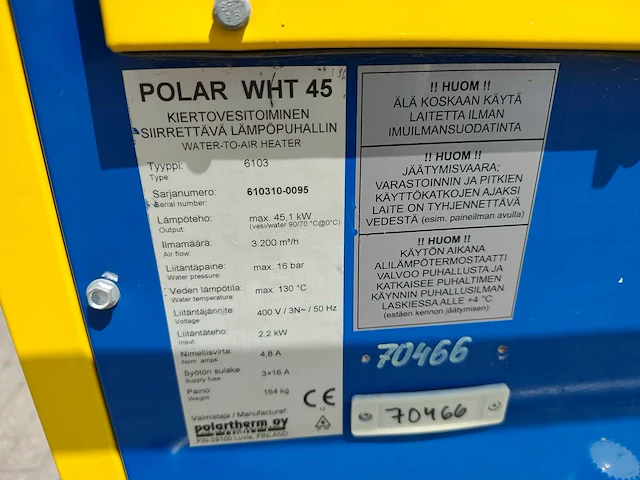 POLAR WHT 45
KIERTOVESITOIMINEN
SIIRRETTÄVÄ LÄMPÖPUHALLIN
WATER-TO-AIR HEATER
Tyyppi: 6103
Type:
Sarjanumero: 610310-0095
Serial number:
Lämpöteho: max. 45,1 kW
Output: (vesi/water 90/70 °C@0°C)
Ilmamäärä: 3 200 m³/h
Air flow:
Liitäntäpaine: max. 16 bar
Water pressure:
Veden lämpötila: max. 130 °C
Water temperature:
Liitäntäjännite: 400 V / 3N~ / 50 Hz
Voltage:
Liitäntäteho: 2,2 kW
Input:
Nimellisvirta: 4,8 A
Nom. amps:
Syötön sulake: 3×16 A
Supply fuse:
Paino: 164 kg
Weight:
CE
Valmistaja / Manufacture:
polartherm oy
FIN-29100 Luvia, FINLAND
!! HUOM !!
ÄLÄ KOSKAAN KÄYTÄ
LAITETTA ILMAN
IMUILMANSUODATINTA
!! HUOM !!
JÄÄTYMISVAARA;
VARASTOINNIN JA PITKIEN
KÄYTTÖKATKOJEN AJAKSI
LAITE ON TYHJENNETTÄVÄ
VEDESTÄ (esim. paineilman avulla)
!! HUOM !!
KÄYTÖN AIKANA
ALILÄMPÖTERMOSTAATTI
VALVOO PUHALLUSTA JA
KATKAISEE PUHALTIMEN
KÄYNNIN PUHALLUSILMAN
LASKIESSA ALLE +4 °C
(estäen kennon jäätymisen)
70466
70466